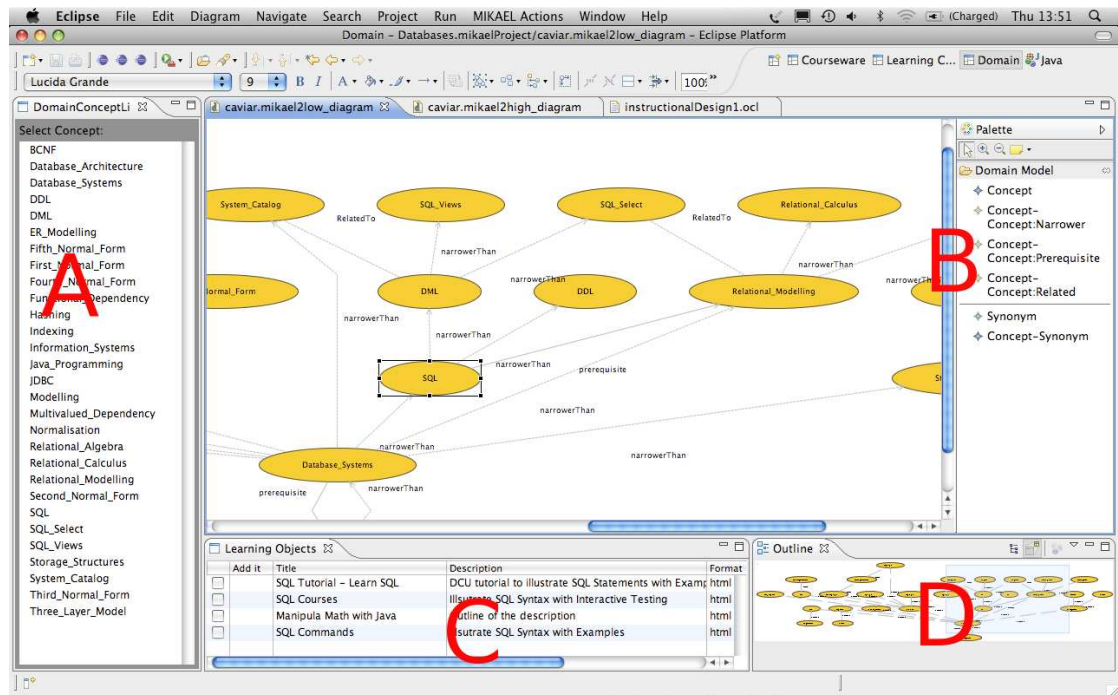 Eclipse File Edit Diagram Navigate Search Project Run MIKAEL Actions Window Help (Charged) Thu 13:51
Domain – Databases.mikaelProject/caviar.mikael2low_diagram – Eclipse Platform
Courseware Learning C... Domain Java
Lucida Grande 9 B I A 100%
DomainConceptLi
Select Concept:
BCNF
Database_Architecture
Database_Systems
DDL
DML
ER_Modelling
Fifth_Normal_Form
First_Normal_Form
Fourth_Normal_Form
Functional_Dependency
Hashing
Indexing
Information_Systems
Java_Programming
JDBC
Modelling
Multivalued_Dependency
Normalisation
Relational_Algebra
Relational_Calculus
Relational_Modelling
Second_Normal_Form
SQL
SQL_Select
SQL_Views
Storage_Structures
System_Catalog
Third_Normal_Form
Three_Layer_Model
A
caviar.mikael2low_diagram caviar.mikael2high_diagram instructionalDesign1.ocl
System_Catalog SQL_Views SQL_Select Relational_Calculus
RelatedTo RelatedTo
narrowerThan
narrowerThan
ormal_Form DML narrowerThan DDL Relational_Modelling narrowerThan
narrowerThan
narrowerThan
narrowerThan
prerequisite
SQL
narrowerThan
narrowerThan
narrowerThan
Database_Systems
prerequisite narrowerThan
Palette
Domain Model
Concept
Concept-
Concept:Narrower
Concept-
Concept:Prerequisite
Concept-
Concept:Related
Synonym
Concept-Synonym
B
Learning Objects
Add it Title Description Format
SQL Tutorial – Learn SQL DCU tutorial to illustrate SQL Statements with Examp html
SQL Courses Illsutrate SQL Syntax with Interactive Testing html
Manipula Math with Java utline of the description html
SQL Commands lsutrate SQL Syntax with Examples html
C
Outline
D